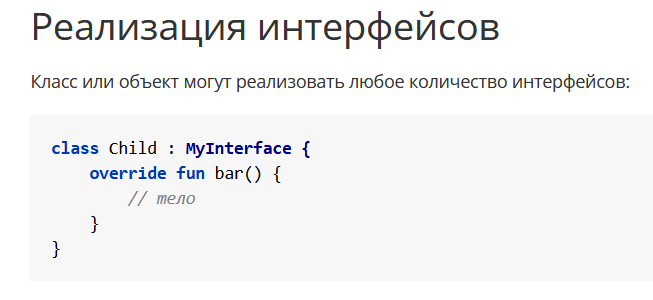 Реализация интерфейсов
Класс или объект могут реализовать любое количество интерфейсов:
class Child : MyInterface {
    override fun bar() {
        // тело
    }
}